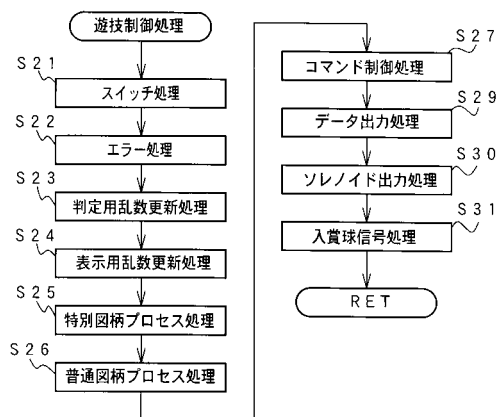 遊技制御処理
S21
スイッチ処理
S22
エラー処理
S23
判定用乱数更新処理
S24
表示用乱数更新処理
S25
特別図柄プロセス処理
S26
普通図柄プロセス処理
S27
コマンド制御処理
S29
データ出力処理
S30
ソレノイド出力処理
S31
入賞球信号処理
RET